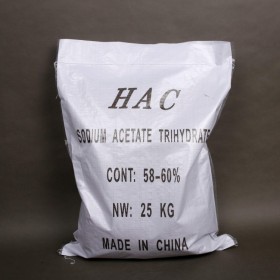 HAC
SODIUM ACETATE TRIHYDRATE
CONT: 58-60%
NW: 25 KG
MADE IN CHINA